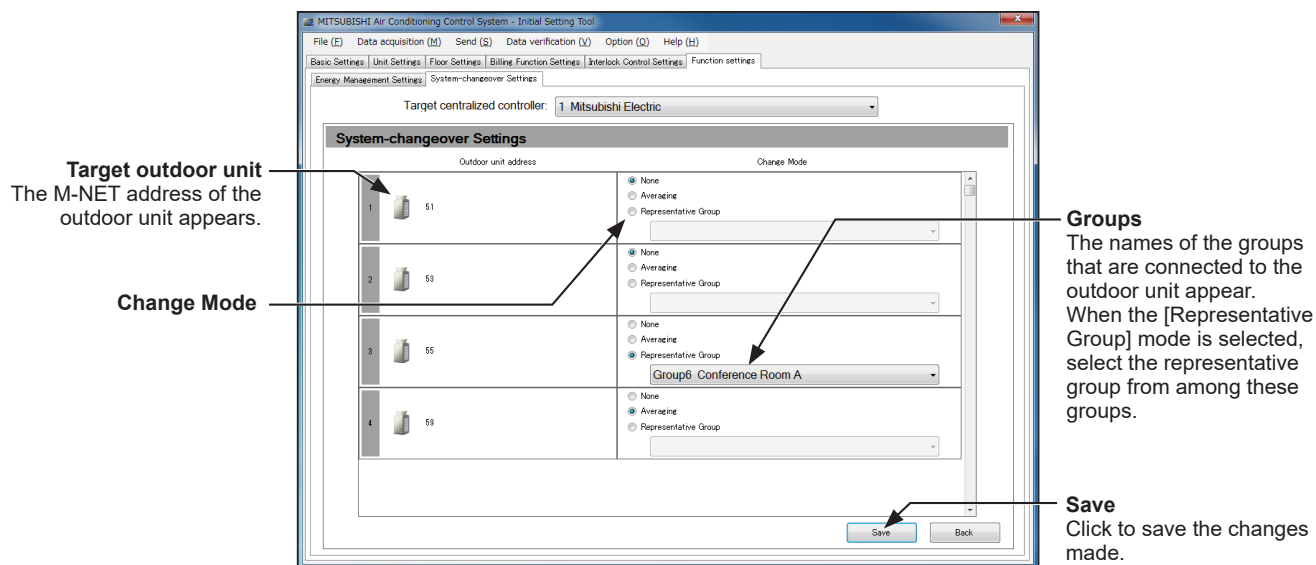 MITSUBISHI Air Conditioning Control System - Initial Setting Tool
x
File (F) Data acquisition (M) Send (S) Data verification (V) Option (O) Help (H)
Basic Settings Unit Settings Floor Settings Billing Function Settings Interlock Control Settings Function settings
Energy Management Settings System-changeover Settings
Target centralized controller: 1 Mitsubishi Electric
System-changeover Settings
Outdoor unit address Change Mode
Target outdoor unit
The M-NET address of the
outdoor unit appears.
1 51
None
Averaging
Representative Group
2 53
None
Averaging
Representative Group
Change Mode
3 55
None
Averaging
Representative Group
Group6 Conference Room A
4 59
None
Averaging
Representative Group
Groups
The names of the groups
that are connected to the
outdoor unit appear.
When the [Representative
Group] mode is selected,
select the representative
group from among these
groups.
Save Back
Save
Click to save the changes
made.